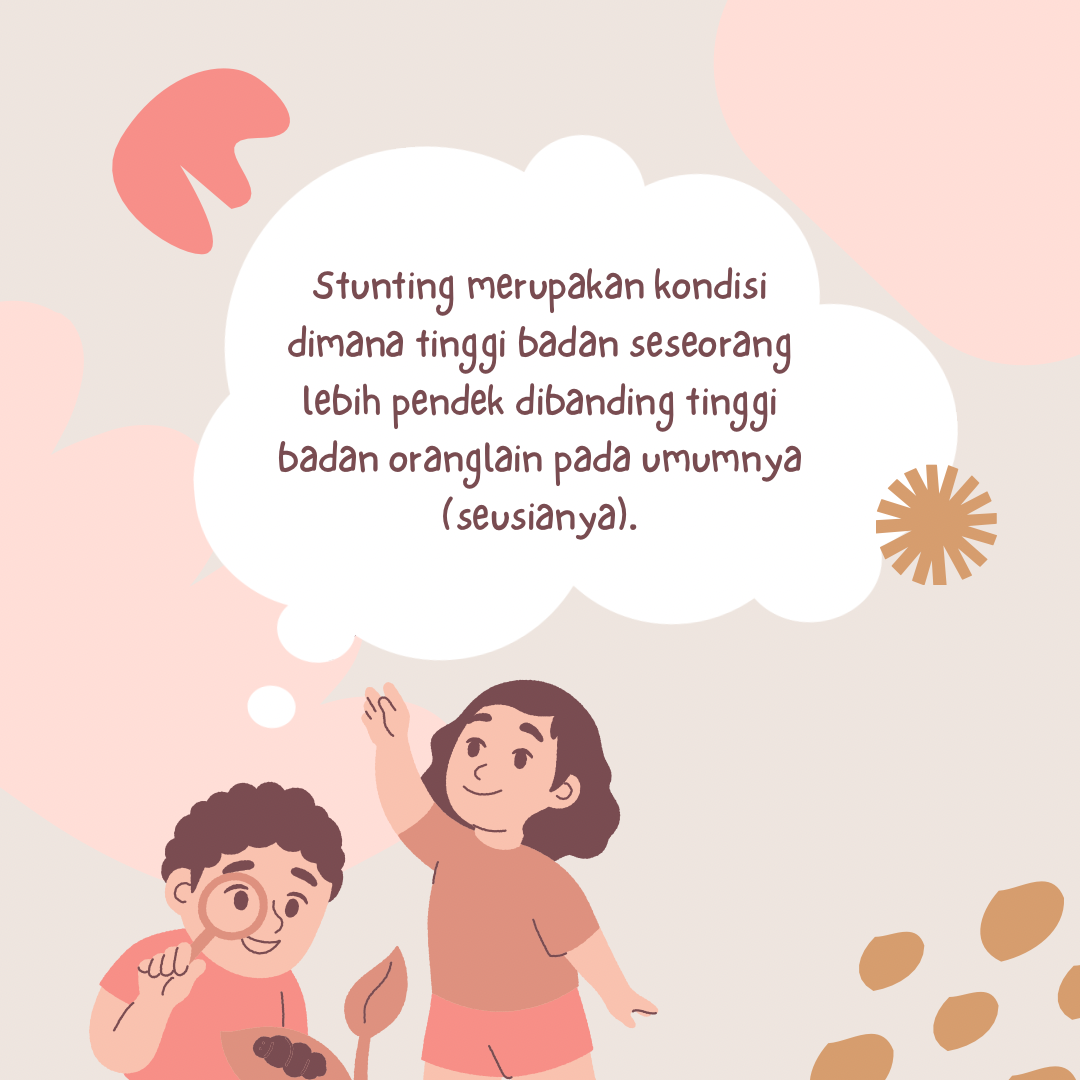 Stunting merupakan kondisi
dimana tinggi badan seseorang
lebih pendek dibanding tinggi
badan oranglain pada umumnya
(seusianya).